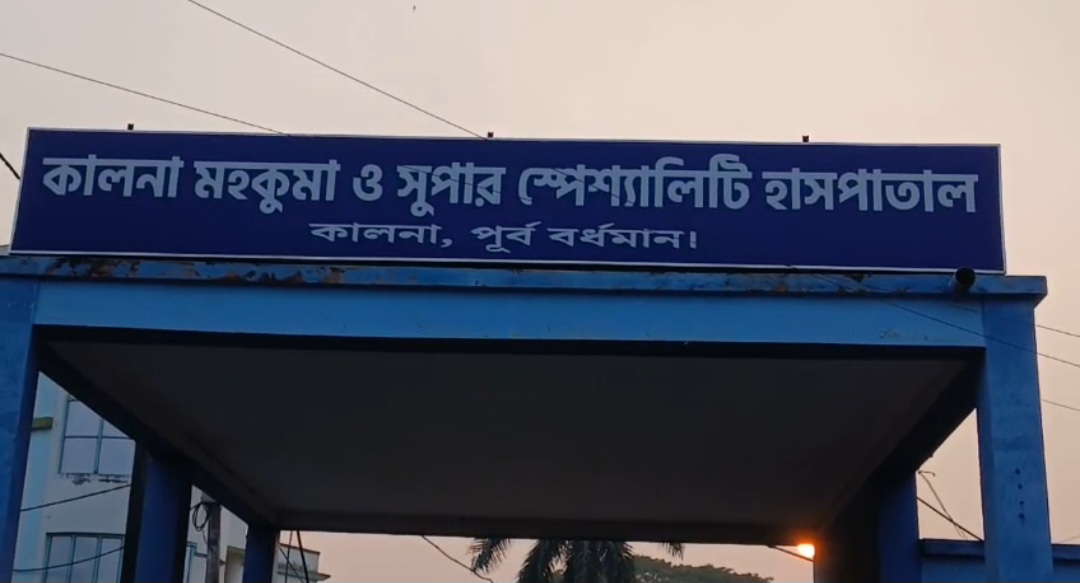 কালনা মহকুমা ও সুপার স্পেশ্যালিটি হাসপাতাল
কালনা, পূর্ব বর্ধমান।